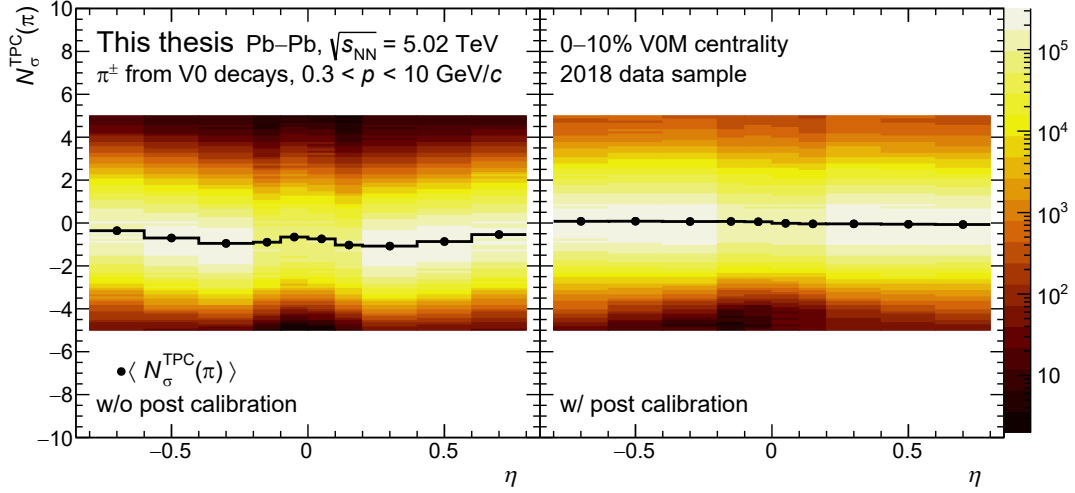 N_σ^TPC(π)
10
8
6
4
2
0
−2
−4
−6
−8
−10
This thesis Pb–Pb, √s_NN = 5.02 TeV
π± from V0 decays, 0.3 < p < 10 GeV/c
⟨ N_σ^TPC(π) ⟩
w/o post calibration
−0.5 0 0.5
η
0–10% V0M centrality
2018 data sample
w/ post calibration
−0.5 0 0.5
η
10^5
10^4
10^3
10^2
10